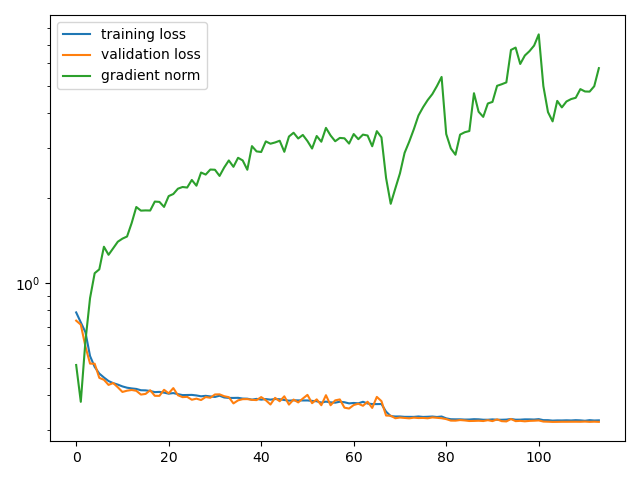 training loss
validation loss
gradient norm
10⁰
0 20 40 60 80 100